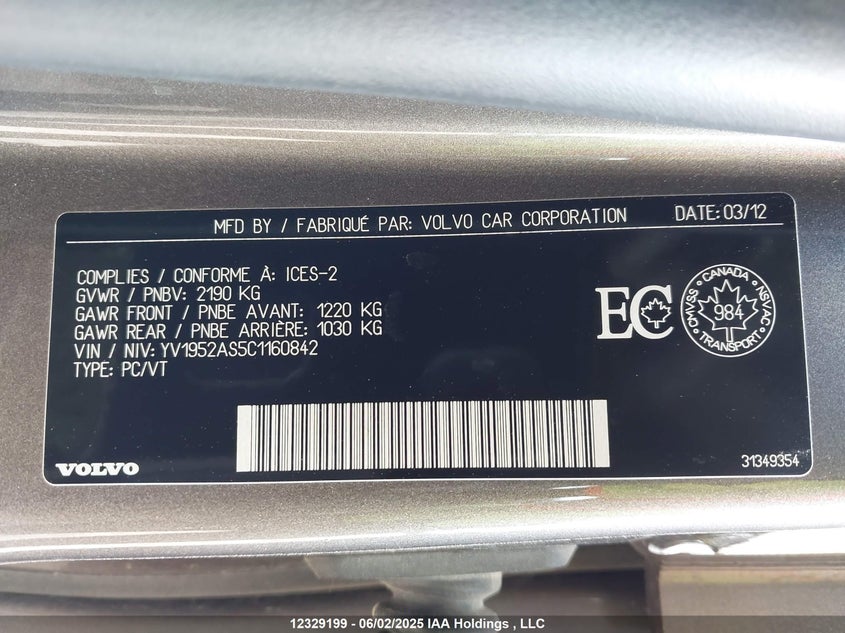 MFD BY / FABRIQUÉ PAR: VOLVO CAR CORPORATION DATE: 03/12
COMPLIES / CONFORME À: ICES-2
GVWR / PNBV: 2190 KG
GAWR FRONT / PNBE AVANT: 1220 KG
GAWR REAR / PNBE ARRIÈRE: 1030 KG
VIN / NIV: YV1952AS5C1160842
TYPE: PC/VT
EC
CANADA
CMVSS 984 NSVAC
TRANSPORT
VOLVO
31349354
12329199 - 06/02/2025 IAA Holdings , LLC